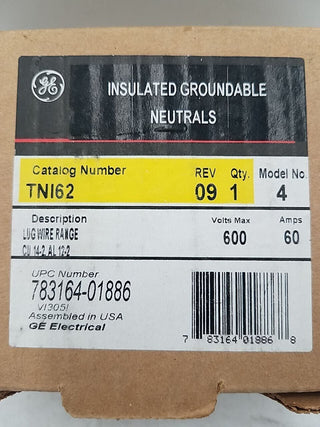 GE
INSULATED GROUNDABLE
NEUTRALS
Catalog Number REV Qty. Model No.
TNI62 09 1 4
Description Volts Max Amps
LUG WIRE RANGE 600 60
CU 14-2, AL 12-2
UPC Number
783164-01886
V1305I
Assembled in USA
GE Electrical
7 83164 01886 8